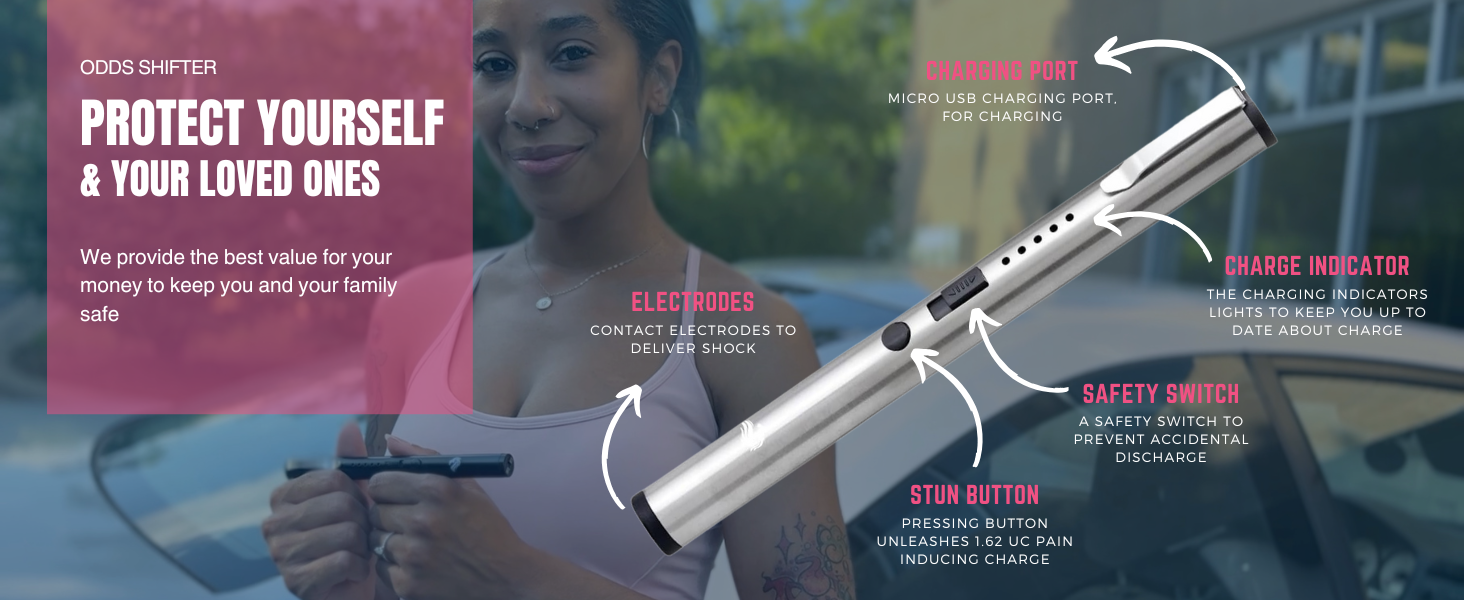 ODDS SHIFTER
PROTECT YOURSELF
& YOUR LOVED ONES
We provide the best value for your
money to keep you and your family
safe
CHARGING PORT
MICRO USB CHARGING PORT,
FOR CHARGING
CHARGE INDICATOR
THE CHARGING INDICATORS
LIGHTS TO KEEP YOU UP TO
DATE ABOUT CHARGE
ELECTRODES
CONTACT ELECTRODES TO
DELIVER SHOCK
SAFETY SWITCH
A SAFETY SWITCH TO
PREVENT ACCIDENTAL
DISCHARGE
STUN BUTTON
PRESSING BUTTON
UNLEASHES 1.62 UC PAIN
INDUCING CHARGE